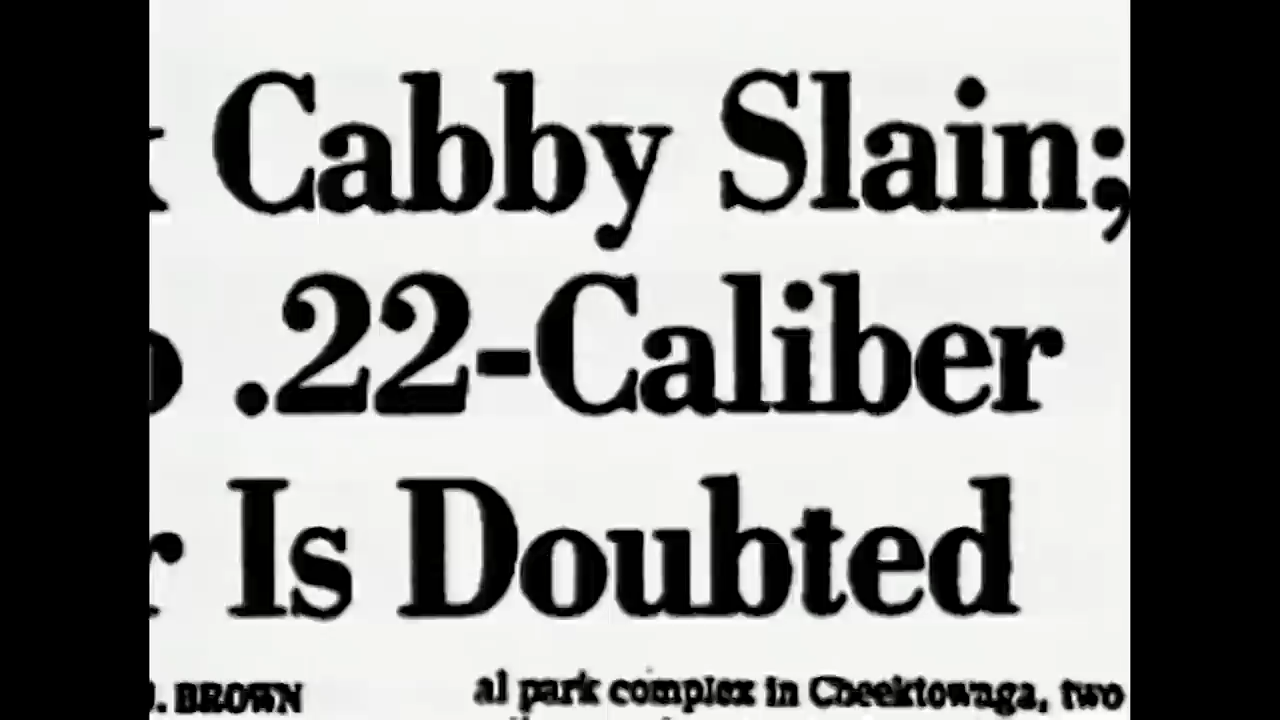 Cabby Slain;
.22-Caliber
r Is Doubted
. BROWN
al park complex in Cheektowaga, two